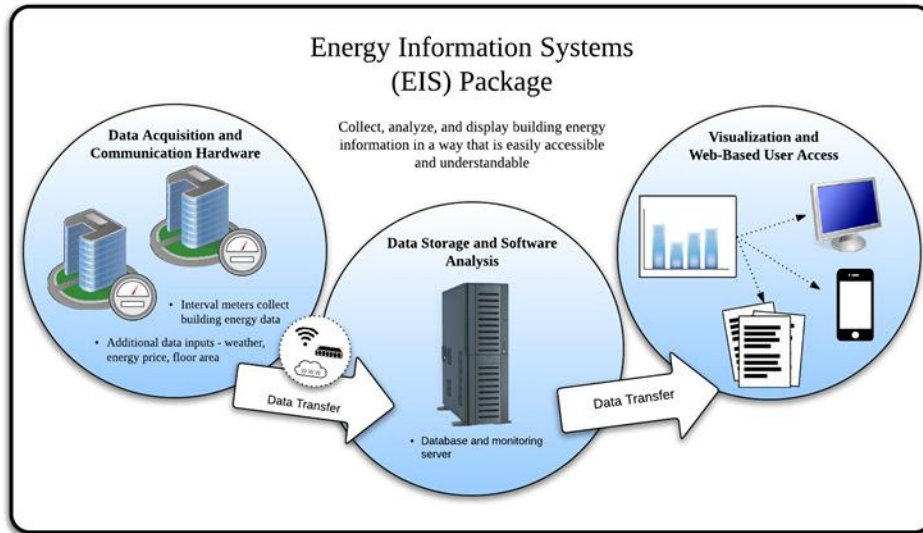 Energy Information Systems
(EIS) Package
Collect, analyze, and display building energy
information in a way that is easily accessible
and understandable
Data Acquisition and
Communication Hardware
• Interval meters collect
building energy data
• Additional data inputs - weather,
energy price, floor area
WWW
Data Transfer
Data Storage and Software
Analysis
• Database and monitoring
server
Data Transfer
Visualization and
Web-Based User Access